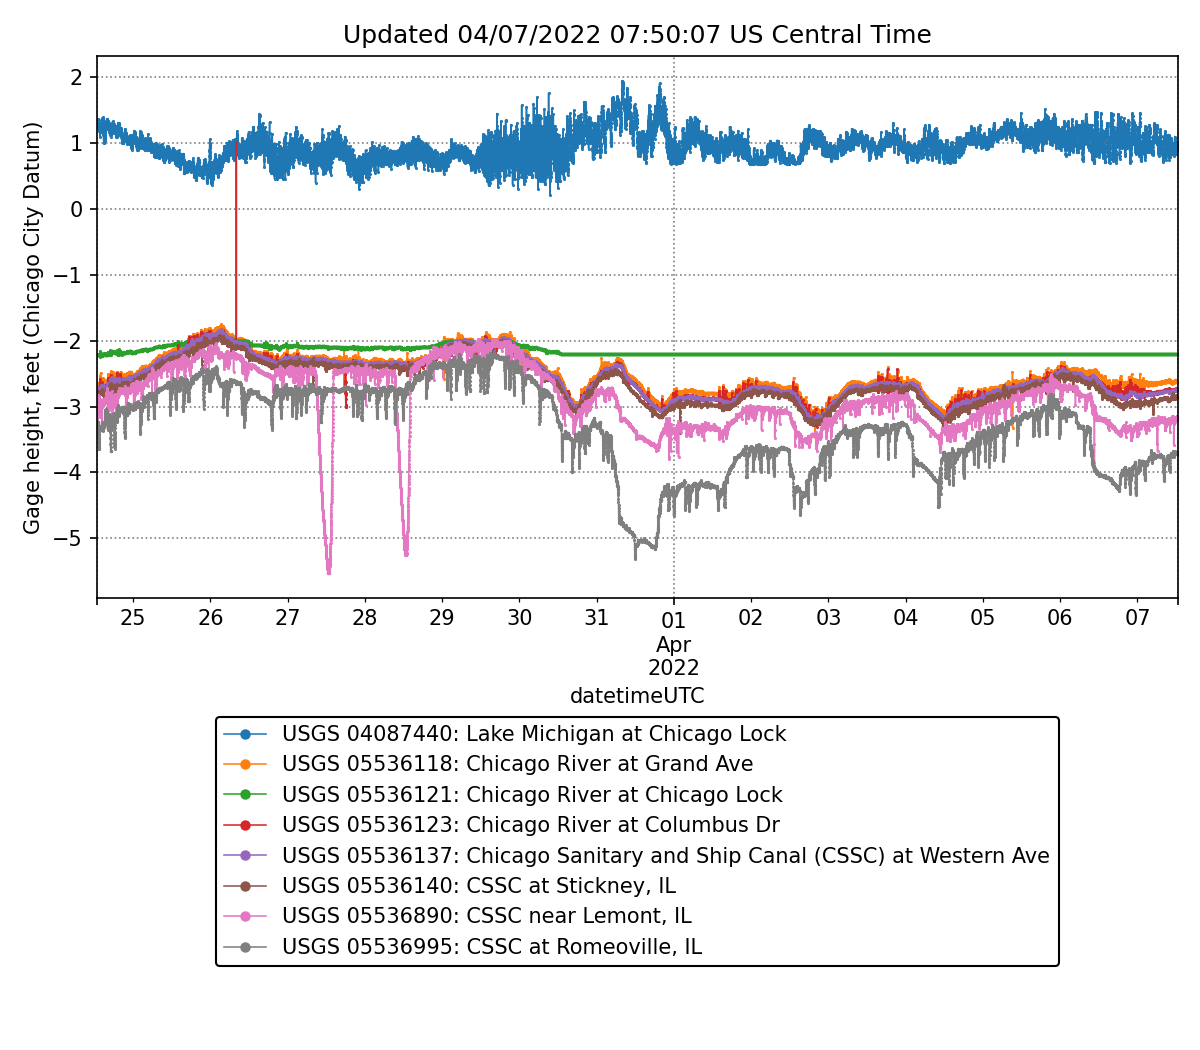 Updated 04/07/2022 07:50:07 US Central Time
Gage height, feet (Chicago City Datum)
2
1
0
−1
−2
−3
−4
−5
25 26 27 28 29 30 31 01 02 03 04 05 06 07
Apr
2022
datetimeUTC
USGS 04087440: Lake Michigan at Chicago Lock
USGS 05536118: Chicago River at Grand Ave
USGS 05536121: Chicago River at Chicago Lock
USGS 05536123: Chicago River at Columbus Dr
USGS 05536137: Chicago Sanitary and Ship Canal (CSSC) at Western Ave
USGS 05536140: CSSC at Stickney, IL
USGS 05536890: CSSC near Lemont, IL
USGS 05536995: CSSC at Romeoville, IL